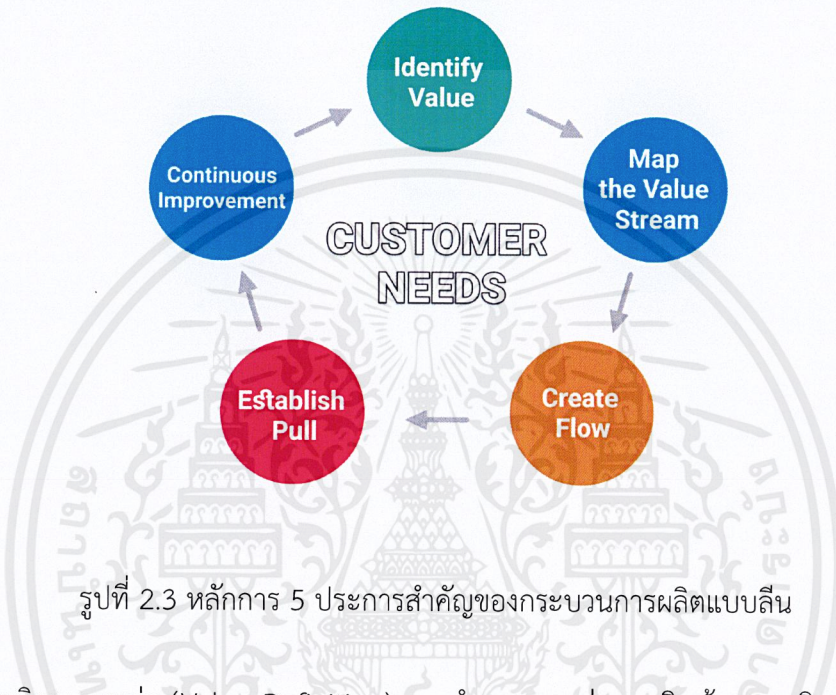 Identify
Value
Map
the Value
Stream
Create
Flow
Establish
Pull
Continuous
Improvement
CUSTOMER
NEEDS
รูปที่ 2.3 หลักการ 5 ประการสำคัญของกระบวนการผลิตแบบลีน